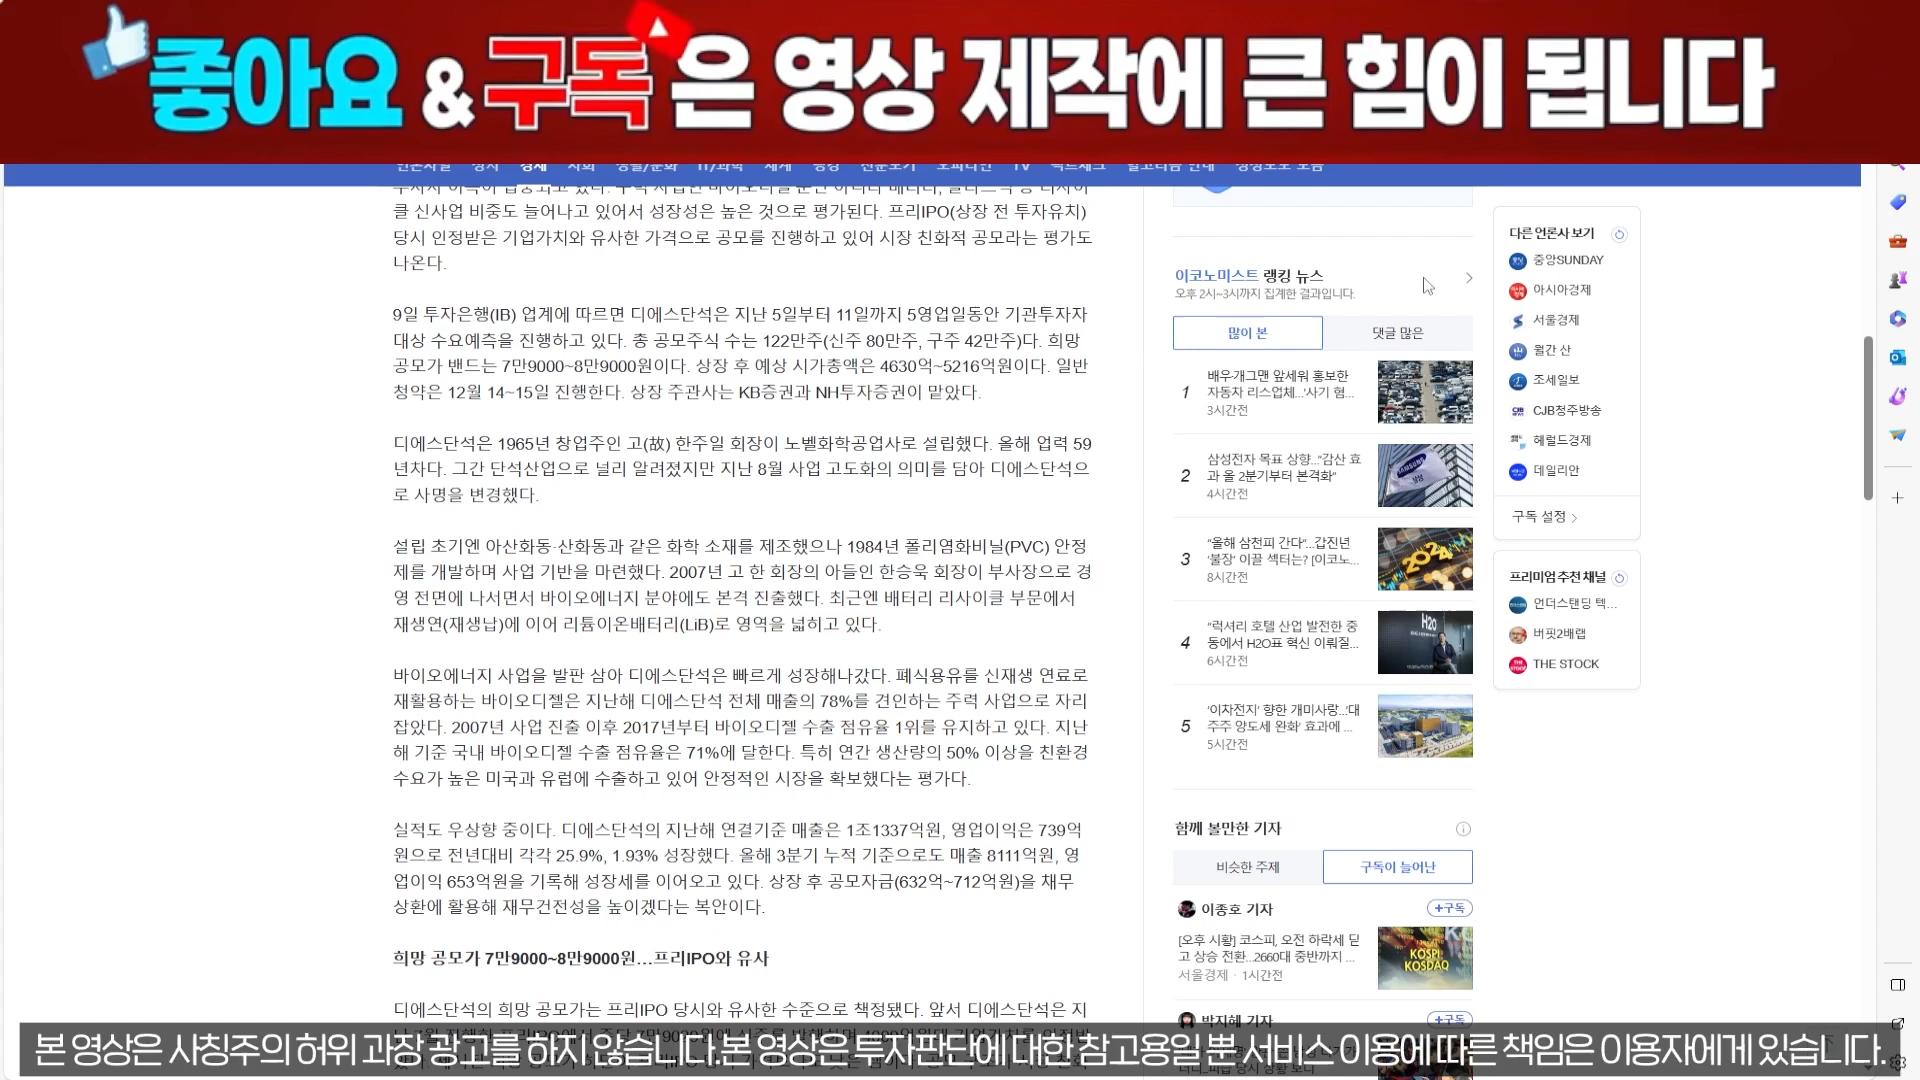 좋아요 & 구독은 영상 제작에 큰 힘이 됩니다
언론사별 정치 경제 사회 생활/문화 IT/과학 세계 랭킹 신문보기 오피니언 TV 팩트체크 알고리즘 안내 정정보도 모음
클 신사업 비중도 늘어나고 있어서 성장성은 높은 것으로 평가된다. 프리IPO(상장 전 투자유치)
당시 인정받은 기업가치와 유사한 가격으로 공모를 진행하고 있어 시장 친화적 공모라는 평가도
나온다.
9일 투자은행(IB) 업계에 따르면 디에스단석은 지난 5일부터 11일까지 5영업일동안 기관투자자
대상 수요예측을 진행하고 있다. 총 공모주식 수는 122만주(신주 80만주, 구주 42만주)다. 희망
공모가 밴드는 7만9000~8만9000원이다. 상장 후 예상 시가총액은 4630억~5216억원이다. 일반
청약은 12월 14~15일 진행한다. 상장 주관사는 KB증권과 NH투자증권이 맡았다.
디에스단석은 1965년 창업주인 고(故) 한주일 회장이 노벨화학공업사로 설립했다. 올해 업력 59
년차다. 그간 단석산업으로 널리 알려졌지만 지난 8월 사업 고도화의 의미를 담아 디에스단석으
로 사명을 변경했다.
설립 초기엔 아산화동·산화동과 같은 화학 소재를 제조했으나 1984년 폴리염화비닐(PVC) 안정
제를 개발하며 사업 기반을 마련했다. 2007년 고 한 회장의 아들인 한승욱 회장이 부사장으로 경
영 전면에 나서면서 바이오에너지 분야에도 본격 진출했다. 최근엔 배터리 리사이클 부문에서
재생연(재생납)에 이어 리튬이온배터리(LiB)로 영역을 넓히고 있다.
바이오에너지 사업을 발판 삼아 디에스단석은 빠르게 성장해나갔다. 폐식용유를 신재생 연료로
재활용하는 바이오디젤은 지난해 디에스단석 전체 매출의 78%를 견인하는 주력 사업으로 자리
잡았다. 2007년 사업 진출 이후 2017년부터 바이오디젤 수출 점유율 1위를 유지하고 있다. 지난
해 기준 국내 바이오디젤 수출 점유율은 71%에 달한다. 특히 연간 생산량의 50% 이상을 친환경
수요가 높은 미국과 유럽에 수출하고 있어 안정적인 시장을 확보했다는 평가다.
실적도 우상향 중이다. 디에스단석의 지난해 연결기준 매출은 1조1337억원, 영업이익은 739억
원으로 전년대비 각각 25.9%, 1.93% 성장했다. 올해 3분기 누적 기준으로도 매출 8111억원, 영
업이익 653억원을 기록해 성장세를 이어오고 있다. 상장 후 공모자금(632억~712억원)을 채무
상환에 활용해 재무건전성을 높이겠다는 복안이다.
희망 공모가 7만9000~8만9000원…프리IPO와 유사
디에스단석의 희망 공모가는 프리IPO 당시와 유사한 수준으로 책정됐다. 앞서 디에스단석은 지
이코노미스트 랭킹 뉴스
오후 2시~3시까지 집계한 결과입니다.
많이 본 댓글 많은
1 배우·개그맨 앞세워 홍보한
자동차 리스업체…'사기 혐...
3시간전
2 삼성전자 목표 상향…"감산 효
과 올 2분기부터 본격화"
4시간전
SAMSUNG
3 "올해 삼천피 간다"…갑진년
'불장' 이끌 섹터는? [이코노...
8시간전
2024
4 "럭셔리 호텔 산업 발전한 중
동에서 H2O표 혁신 이뤄질...
6시간전
H2O
5 '이차전지' 향한 개미사랑…'대
주주 양도세 완화' 효과에 ...
5시간전
함께 볼만한 기자
비슷한 주제 구독이 늘어난
이종호 기자 +구독
[오후 시황] 코스피, 오전 하락세 딛
고 상승 전환…2660대 중반까지 ...
서울경제 · 1시간전
KOSPI
KOSDAQ
박지혜 기자 +구독
다른 언론사 보기
중앙SUNDAY
아시아경제
서울경제
월간 산
조세일보
CJB청주방송
헤럴드경제
데일리안
구독 설정
프리미엄 추천 채널
언더스탠딩 텍...
버핏2배랩
THE STOCK
본 영상은 사칭주의 허위 과장 광고를 하지 않습니다. 본 영상은 투자판단에 대한 참고용일 뿐 서비스 이용에 따른 책임은 이용자에게 있습니다.